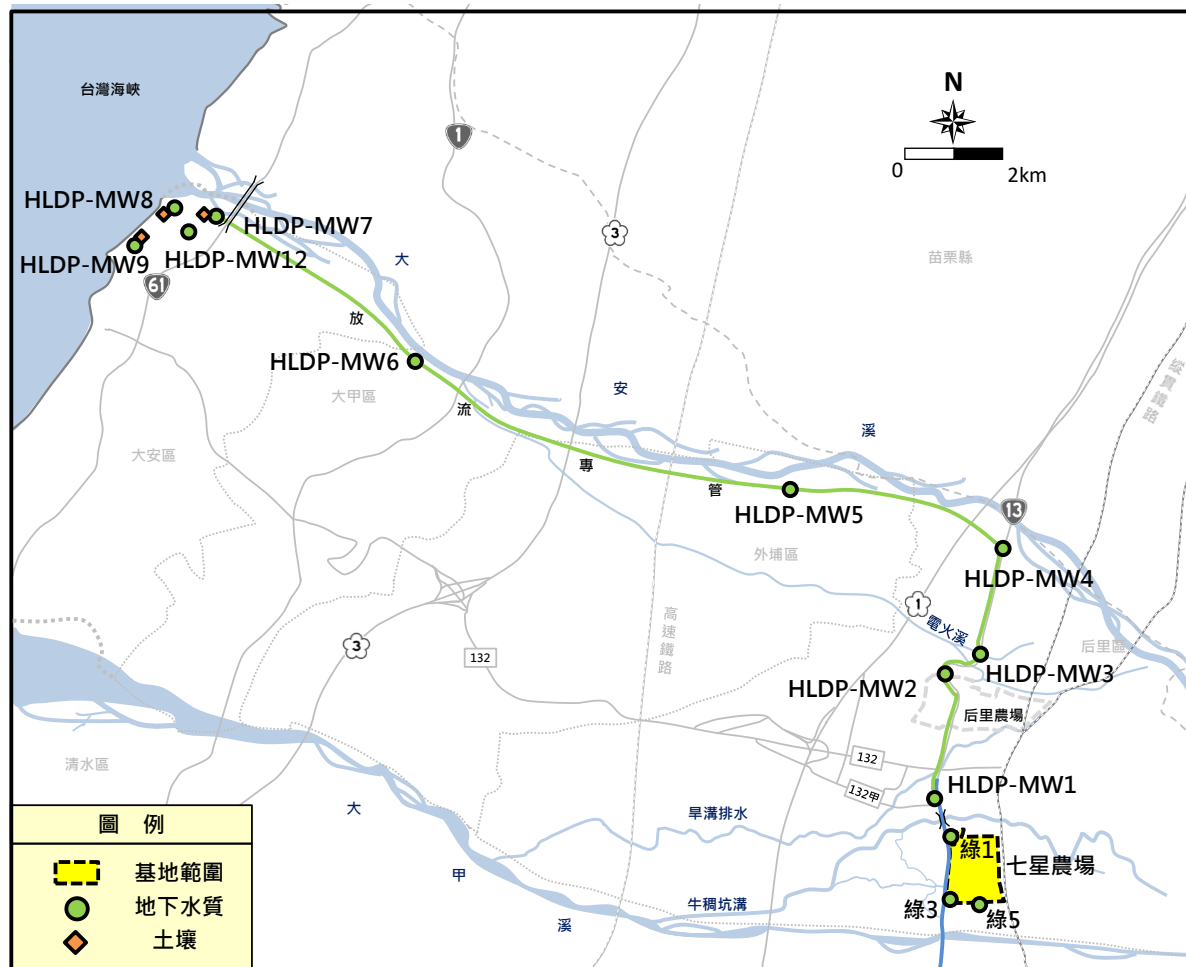 台灣海峽
N
0
2km
1
3
苗栗縣
HLDP-MW8
HLDP-MW7
HLDP-MW9
HLDP-MW12
61
大
安
溪
放
流
專
管
縱貫鐵路
HLDP-MW6
大甲區
大安區
HLDP-MW5
外埔區
13
HLDP-MW4
1
電火溪
后里區
高速鐵路
3
132
HLDP-MW3
HLDP-MW2
后里農場
清水區
132
132甲
HLDP-MW1
大
甲
溪
旱溝排水
綠1
七星農場
牛稠坑溝
綠3
綠5
圖 例
基地範圍
地下水質
土壤